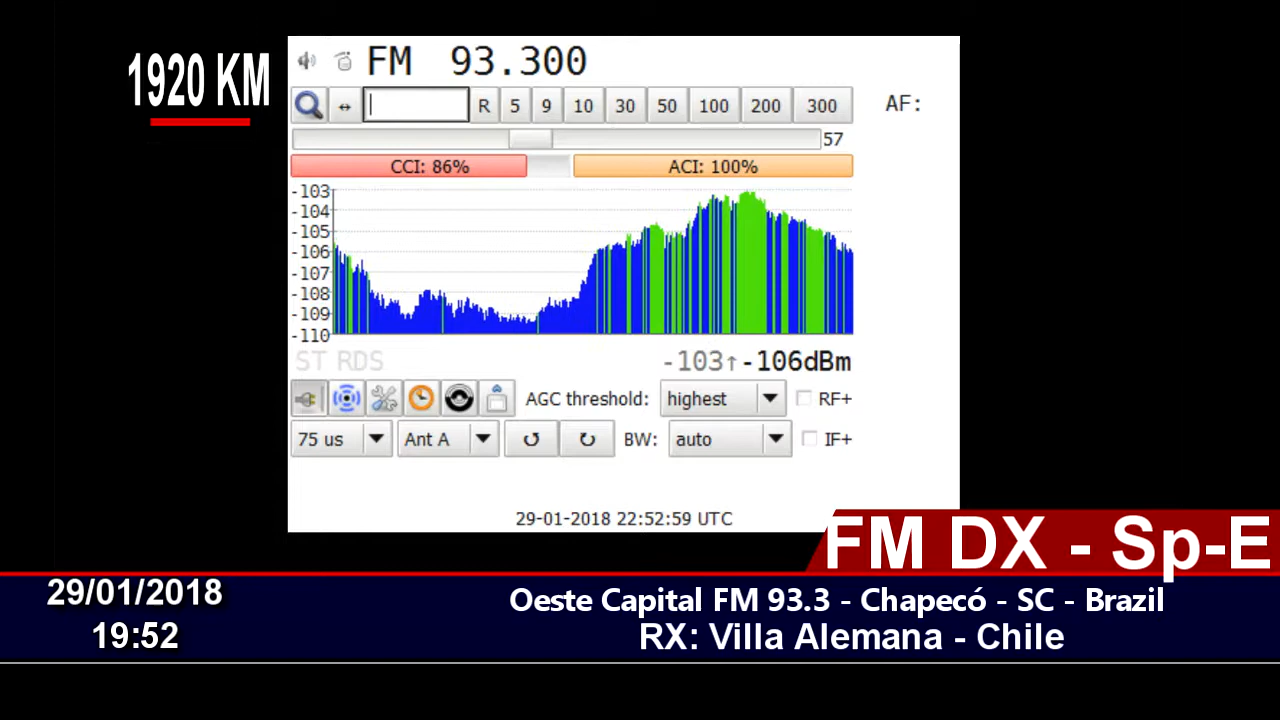 1920 KM
FM 93.300
R 5 9 10 30 50 100 200 300 AF:
57
CCI: 86% ACI: 100%
-103
-104
-105
-106
-107
-108
-109
-110
ST RDS -103↑-106dBm
AGC threshold: highest RF+
75 us Ant A ↺ ↻ BW: auto IF+
29-01-2018 22:52:59 UTC
FM DX - Sp-E
29/01/2018
19:52
Oeste Capital FM 93.3 - Chapecó - SC - Brazil
RX: Villa Alemana - Chile